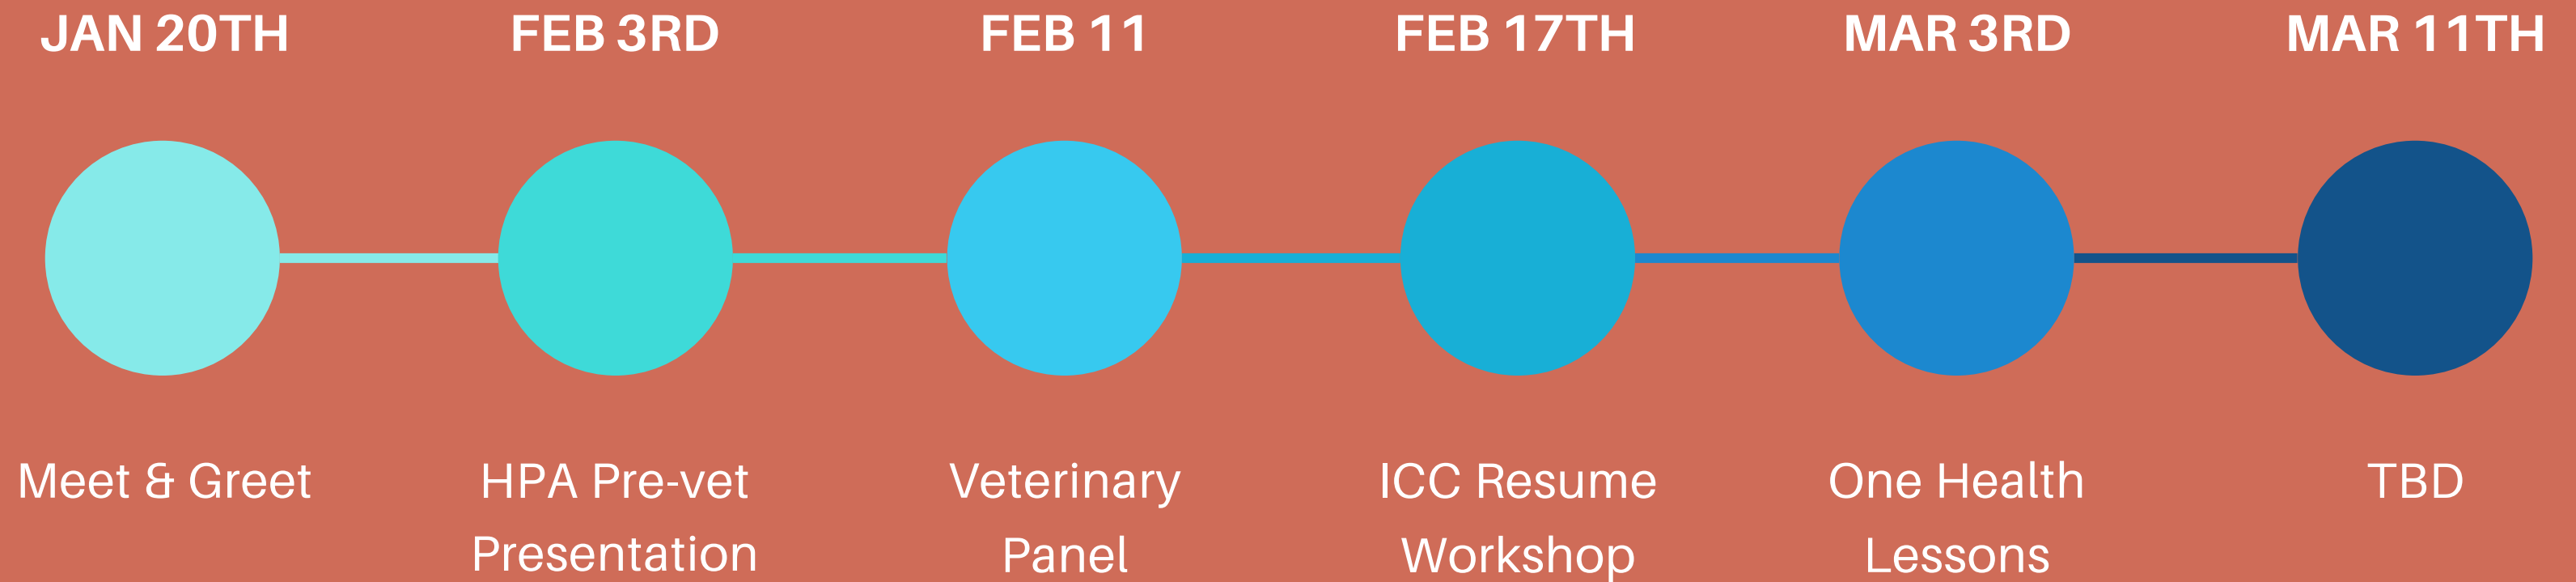 JAN 20TH
FEB 3RD
FEB 11
FEB 17TH
MAR 3RD
MAR 11TH
Meet & Greet
HPA Pre-vet
Presentation
Veterinary
Panel
ICC Resume
Workshop
One Health
Lessons
TBD